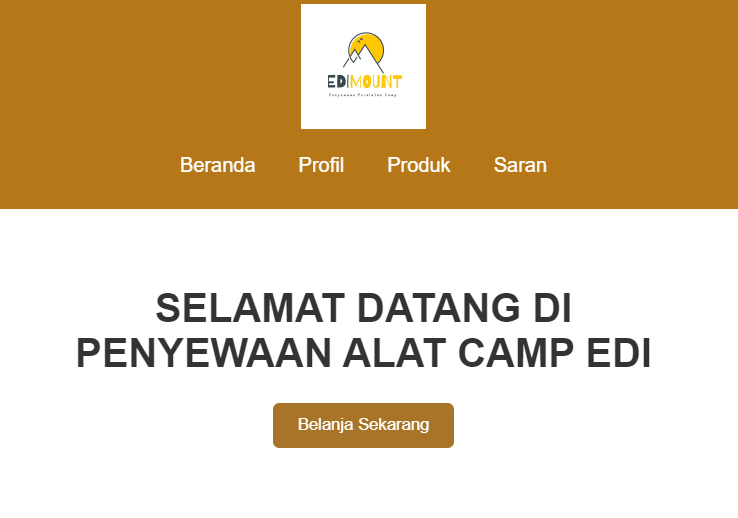 EDIMOUNT
Penyewaan Peralatan Camp
Beranda Profil Produk Saran
SELAMAT DATANG DI
PENYEWAAN ALAT CAMP EDI
Belanja Sekarang